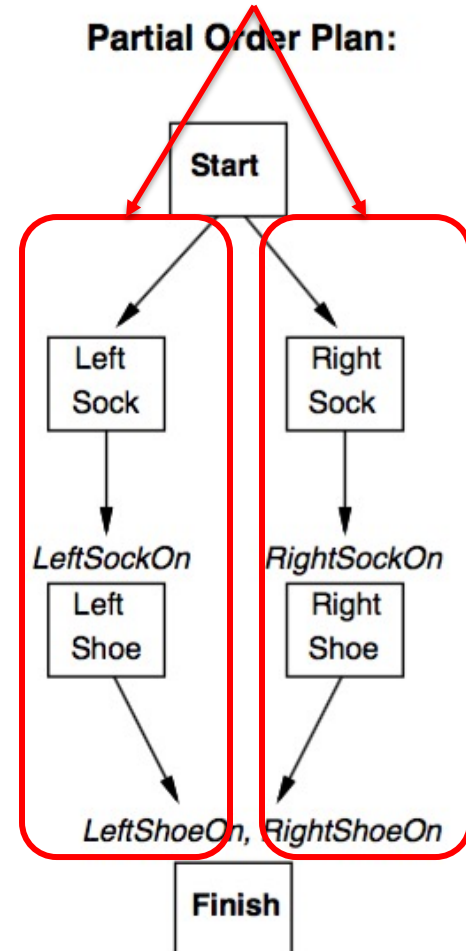 Partial Order Plan:
Start
Left Right
Sock Sock
LeftSockOn RightSockOn
Left Right
Shoe Shoe
LeftShoeOn, RightShoeOn
Finish